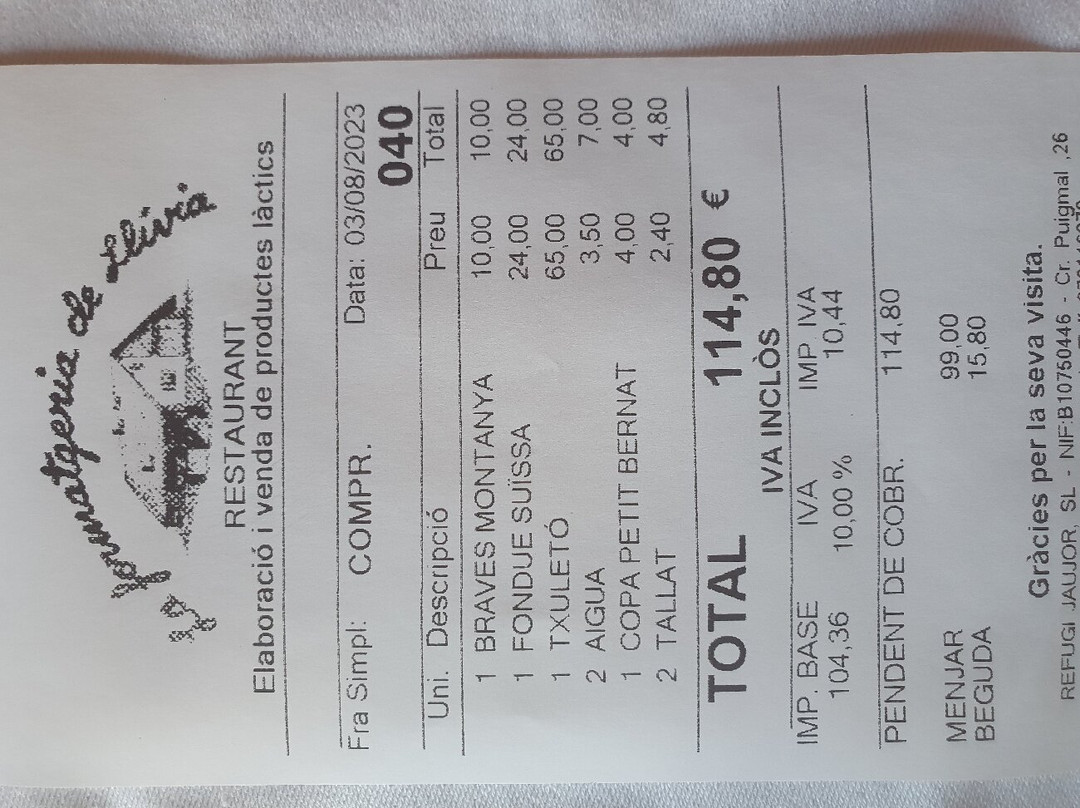 La formatgeria de Llívia
RESTAURANT
Elaboració i venda de productes làctics
Fra Simpl: COMPR. Data: 03/08/2023
040
Uni. Descripció Preu Total
1 BRAVES MONTANYA 10,00 10,00
1 FONDUE SUÏSSA 24,00 24,00
1 TXULETÓ 65,00 65,00
2 AIGUA 3,50 7,00
1 COPA PETIT BERNAT 4,00 4,00
2 TALLAT 2,40 4,80
TOTAL 114,80 €
IVA INCLÒS
IMP. BASE IVA IMP. IVA
104,36 10,00 % 10,44
PENDENT DE COBR. 114,80
MENJAR 99,00
BEGUDA 15,80
Gràcies per la seva visita.
REFUGI JAUJOR, SL - NIF:B10750446 - Cr. Puigmal ,26